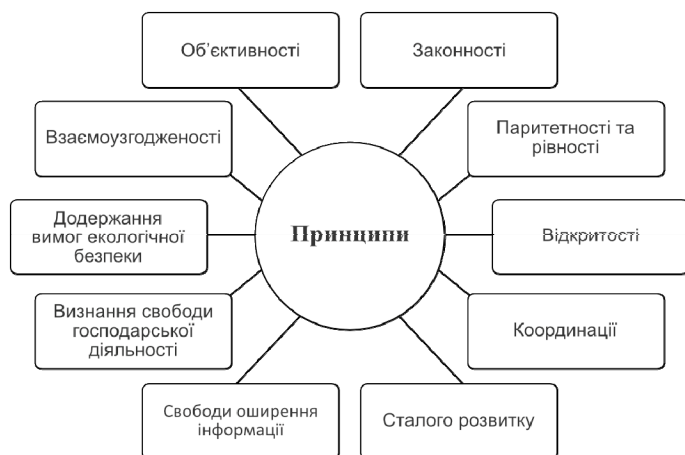 Об’єктивності
Законності
Взаємоузгодженості
Паритетності та
рівності
Додержання
вимог екологічної
безпеки
Принципи
Відкритості
Визнання свободи
господарської
діяльності
Координації
Свободи оширення
інформації
Сталого розвитку